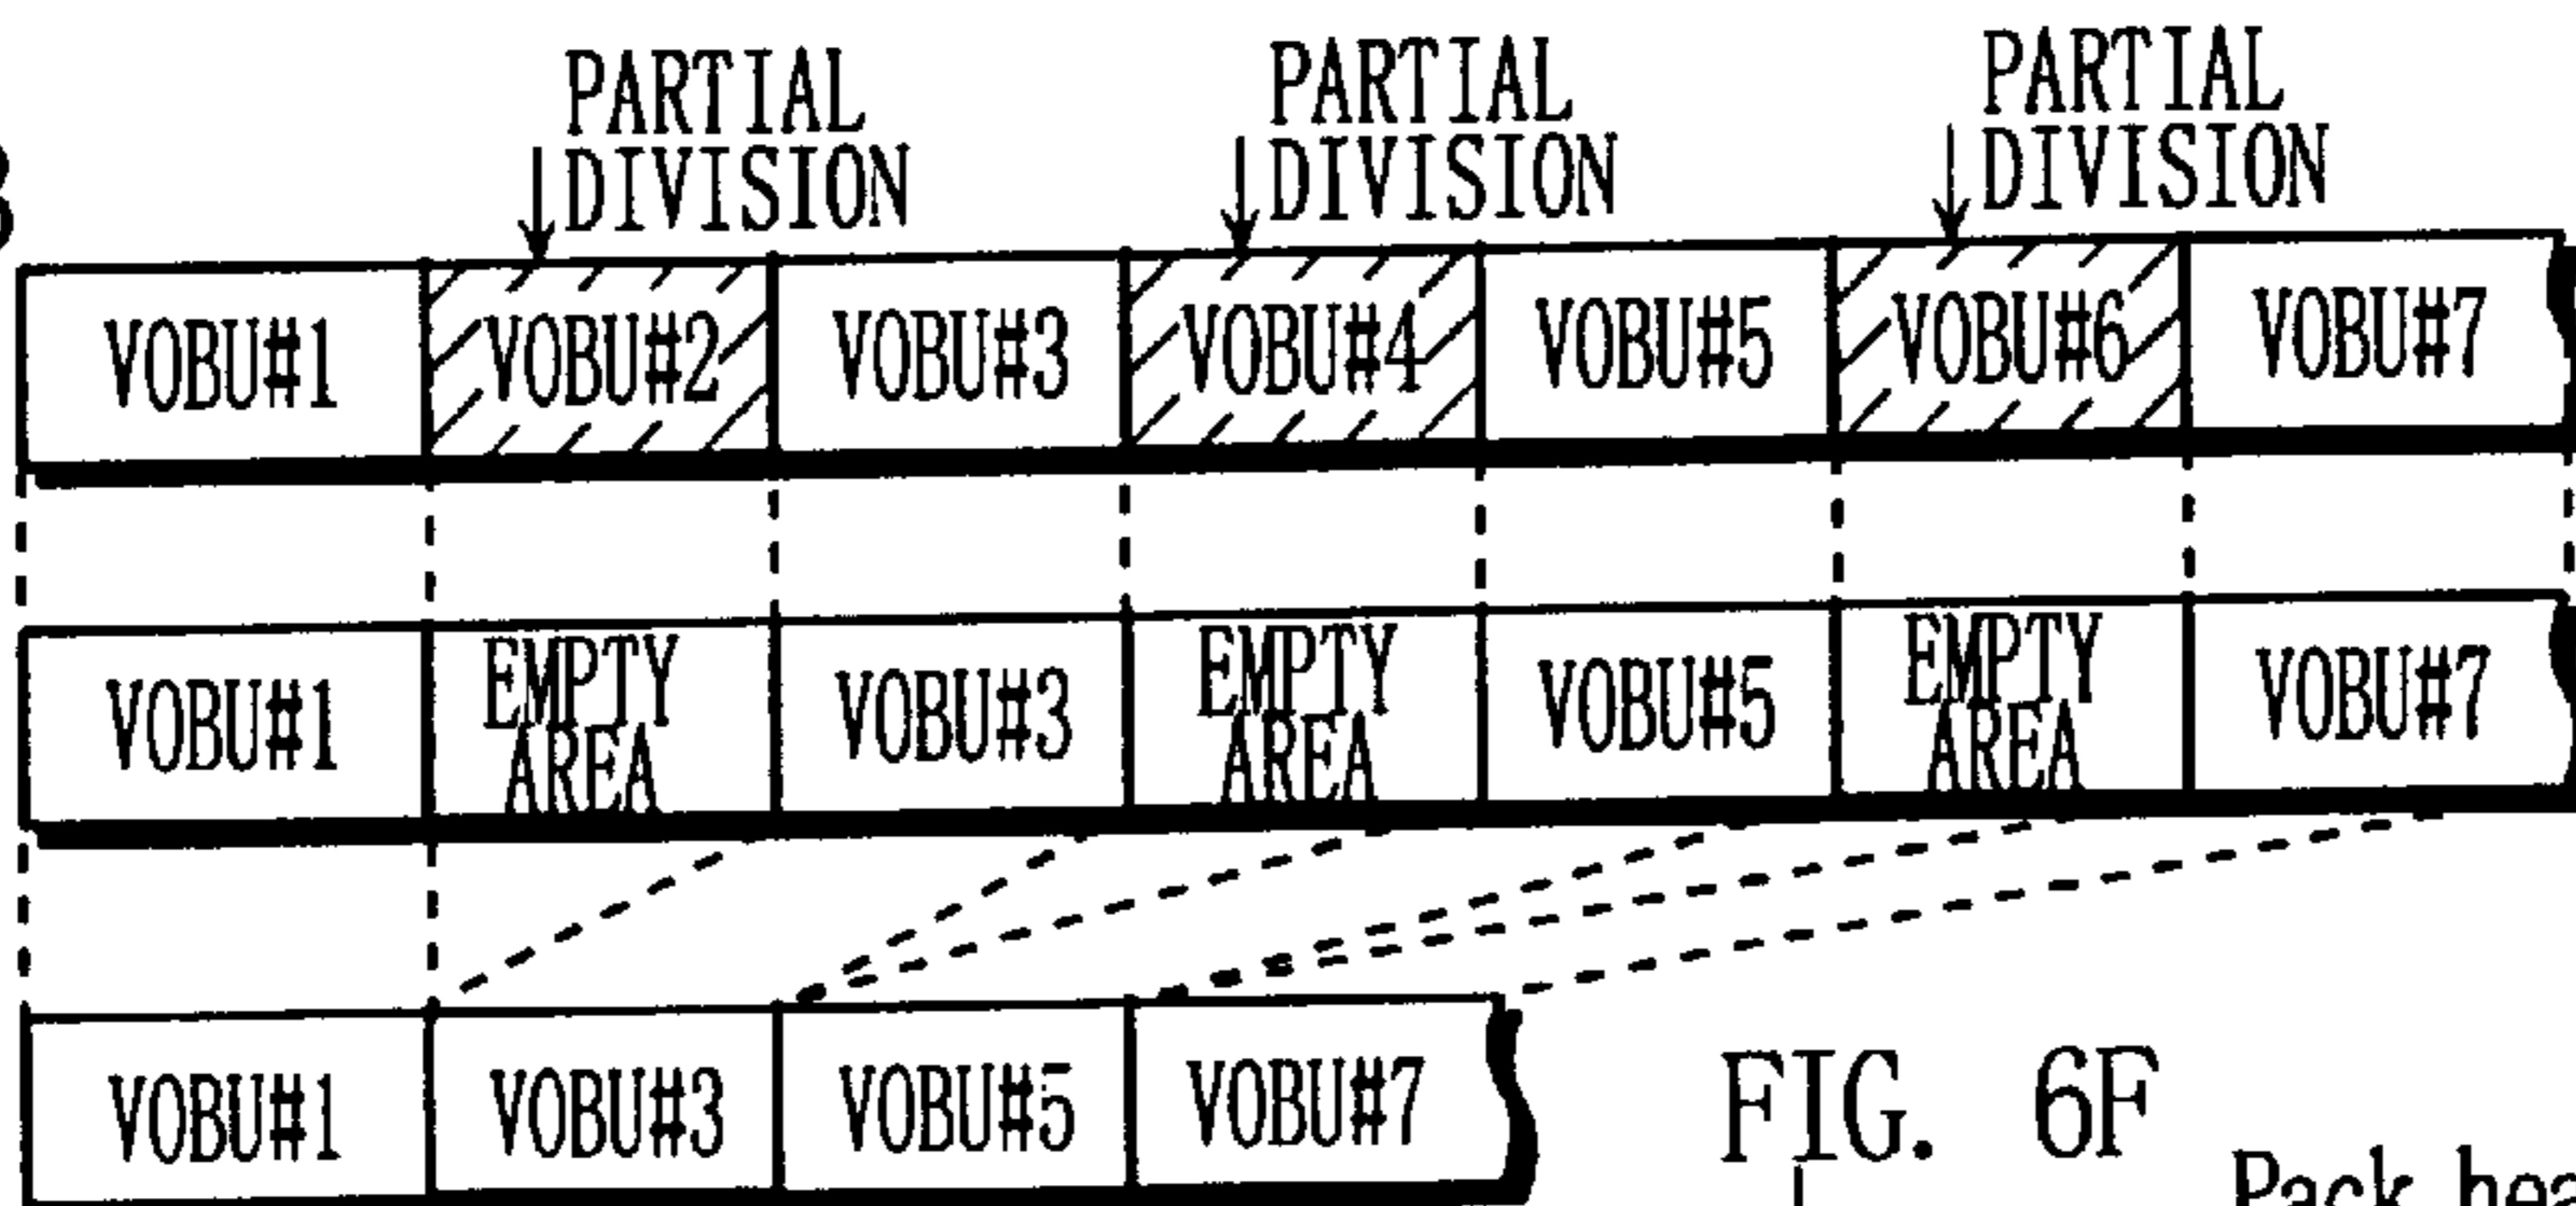 PARTIAL DIVISION
PARTIAL DIVISION
PARTIAL DIVISION
VOBU#1 VOBU#2 VOBU#3 VOBU#4 VOBU#5 VOBU#6 VOBU#7
VOBU#1 EMPTY AREA VOBU#3 EMPTY AREA VOBU#5 EMPTY AREA VOBU#7
VOBU#1 VOBU#3 VOBU#5 VOBU#7
FIG. 6F
Pack